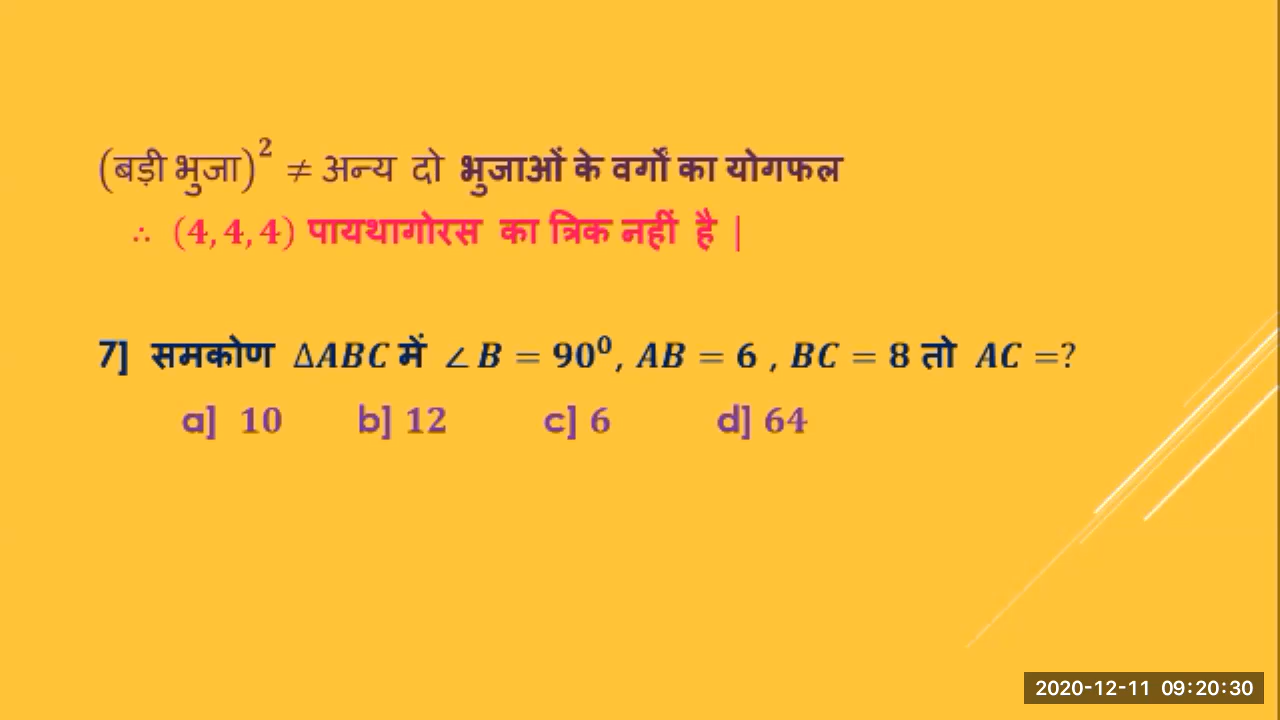 (बड़ी भुजा)² ≠ अन्य दो भुजाओं के वर्गों का योगफल
∴ (4, 4, 4) पायथागोरस का त्रिक नहीं है |
7] समकोण ΔABC में ∠B = 90⁰, AB = 6 , BC = 8 तो AC =?
a] 10 b] 12 c] 6 d] 64
2020-12-11 09:20:30